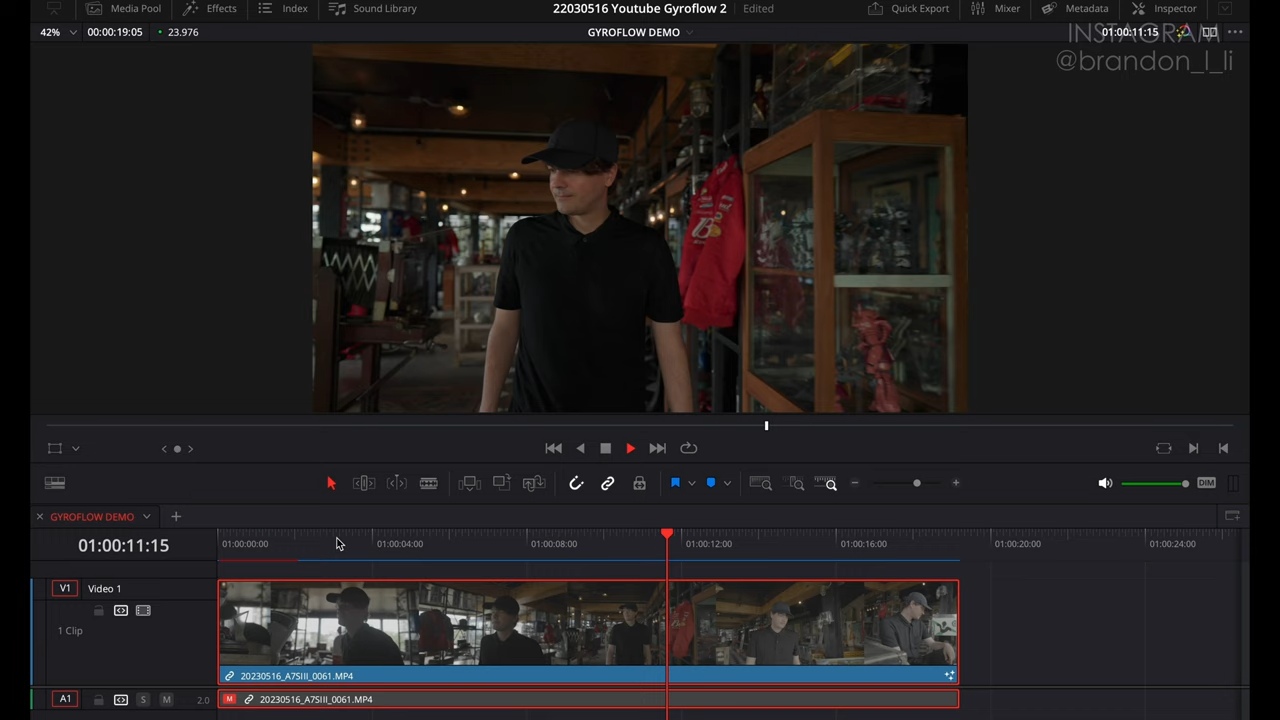 Media Pool Effects Index Sound Library 22030516 Youtube Gyroflow 2 Edited Quick Export Mixer Metadata Inspector
42% 00:00:19:05 23.976 GYROFLOW DEMO 01:00:11:15
INSTAGRAM
@brandon_l_li
DIM
GYROFLOW DEMO
01:00:11:15 01:00:00:00 01:00:04:00 01:00:08:00 01:00:12:00 01:00:16:00 01:00:20:00 01:00:24:00
V1 Video 1
1 Clip
20230516_A7SIII_0061.MP4
A1 S M 2.0 M 20230516_A7SIII_0061.MP4